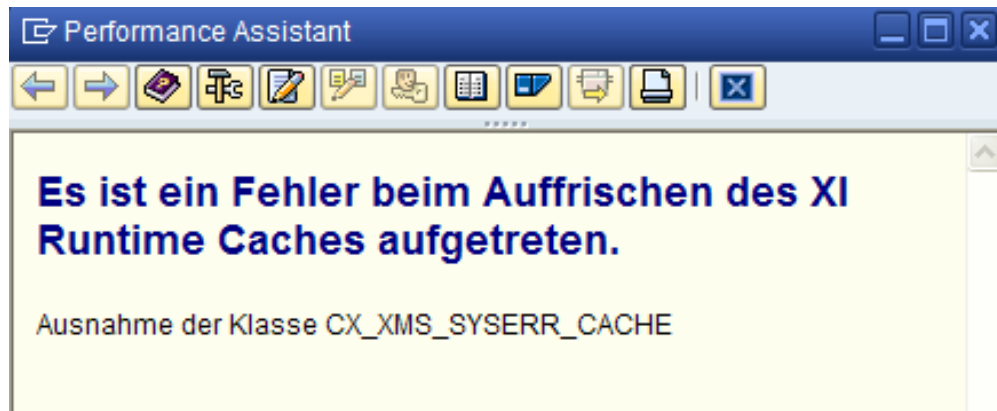 Performance Assistant
Es ist ein Fehler beim Auffrischen des XI
Runtime Caches aufgetreten.
Ausnahme der Klasse CX_XMS_SYSERR_CACHE